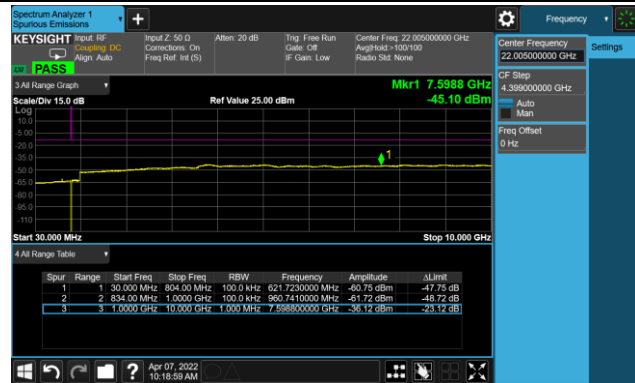 Spectrum Analyzer 1
Spurious Emissions
+
Frequency
KEYSIGHT
Input: RF
Coupling: DC
Align: Auto
Input Z: 50 Ω
Corrections: On
Freq Ref: Int (S)
Atten: 20 dB
Trig: Free Run
Gate: Off
IF Gain: Low
Center Freq: 22.005000000 GHz
Avg|Hold:>100/100
Radio Std: None
PASS
Center Frequency
22.005000000 GHz
Settings
CF Step
4.399000000 GHz
Auto
Man
Freq Offset
0 Hz
3 All Range Graph
Mkr1 7.5988 GHz
Scale/Div 15.0 dB
Ref Value 25.00 dBm
-45.10 dBm
Log
10.0
-5.00
-20.0
-35.0
-50.0
-65.0
-80.0
-95.0
-110
1
Start 30.000 MHz
Stop 10.000 GHz
4 All Range Table
Spur Range Start Freq Stop Freq RBW Frequency Amplitude ΔLimit
1 1 30.000 MHz 804.00 MHz 100.0 kHz 621.7230000 MHz -60.75 dBm -47.75 dB
2 2 834.00 MHz 1.0000 GHz 100.0 kHz 960.7410000 MHz -61.72 dBm -48.72 dB
3 3 1.0000 GHz 10.000 GHz 1.000 MHz 7.598800000 GHz -36.12 dBm -23.12 dB
?
Apr 07, 2022
10:18:59 AM